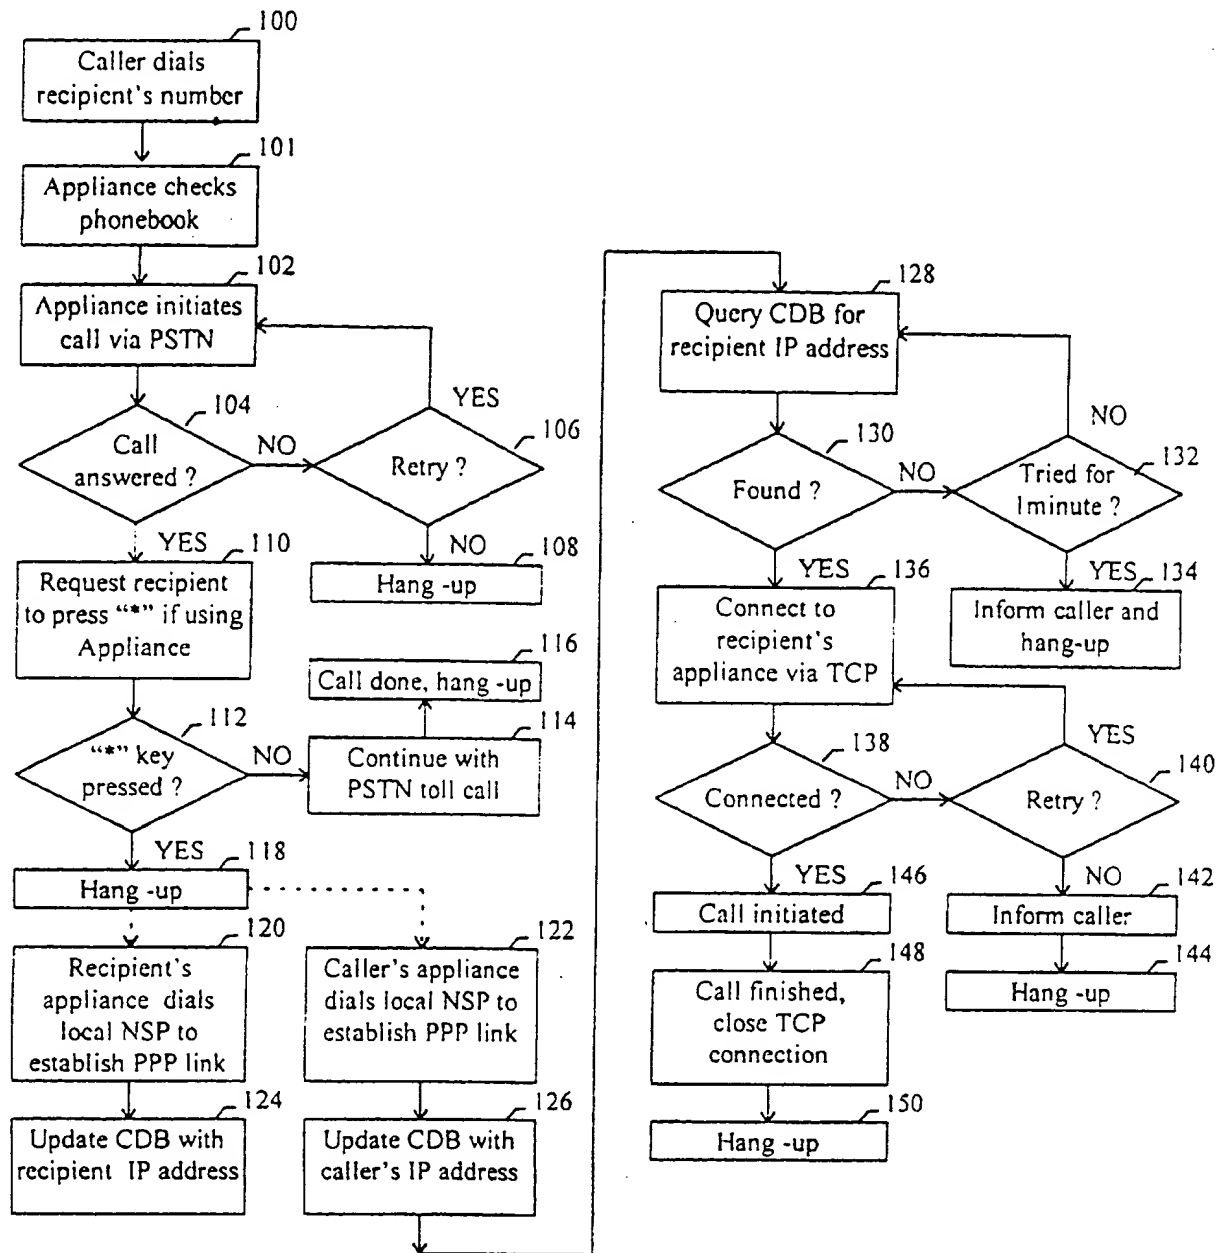 100
Caller dials
recipient's number
101
Appliance checks
phonebook
102
Appliance initiates
call via PSTN
104
Call
answered ?
NO
YES
106
Retry ?
YES
110
NO
108
Hang -up
Request recipient
to press “*” if using
Appliance
116
Call done, hang -up
112
“*” key
pressed ?
NO
114
Continue with
PSTN toll call
YES
118
Hang -up
120
Recipient's
appliance dials
local NSP to
establish PPP link
122
Caller's appliance
dials local NSP to
establish PPP link
124
Update CDB with
recipient IP address
126
Update CDB with
caller's IP address
128
Query CDB for
recipient IP address
NO
130
Found ?
NO
132
Tried for
1minute ?
YES
136
Connect to
recipient's
appliance via TCP
YES
134
Inform caller and
hang-up
138
Connected ?
NO
YES
140
Retry ?
YES
146
Call initiated
NO
142
Inform caller
148
Call finished,
close TCP
connection
144
Hang -up
150
Hang -up